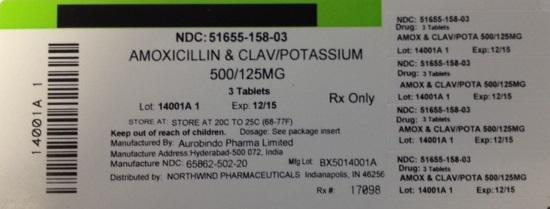 14001A 1
NDC: 51655-158-03
AMOXICILLIN & CLAV/POTASSIUM
500/125MG
3 Tablets
Lot: 14001A 1 Exp: 12/15
Rx Only
STORE AT: STORE AT 20C TO 25C (68-77F)
Keep out of reach of children. Dosage: See package insert
Manufactured By: Aurobindo Pharma Limited
Manufacture Address: Hyderabad-500 072, India
Manufacture NDC: 65862-502-20 Mfg Lot: BX5014001A
Distributed by: NORTHWIND PHARMACEUTICALS Indianapolis, IN 46256
Rx #: 17098
NDC: 51655-158-03
Drug: 3 Tablets
AMOX & CLAV/POTA 500/125MG
Lot: 14001A 1 Exp: 12/15
NDC: 51655-158-03
Drug: 3 Tablets
AMOX & CLAV/POTA 500/125MG
Lot: 14001A 1 Exp: 12/15
NDC: 51655-158-03
Drug: 3 Tablets
AMOX & CLAV/POTA 500/125MG
Lot: 14001A 1 Exp: 12/15
NDC: 51655-158-03
Drug: 3 Tablets
AMOX & CLAV/POTA 500/125MG
Lot: 14001A 1 Exp: 12/15